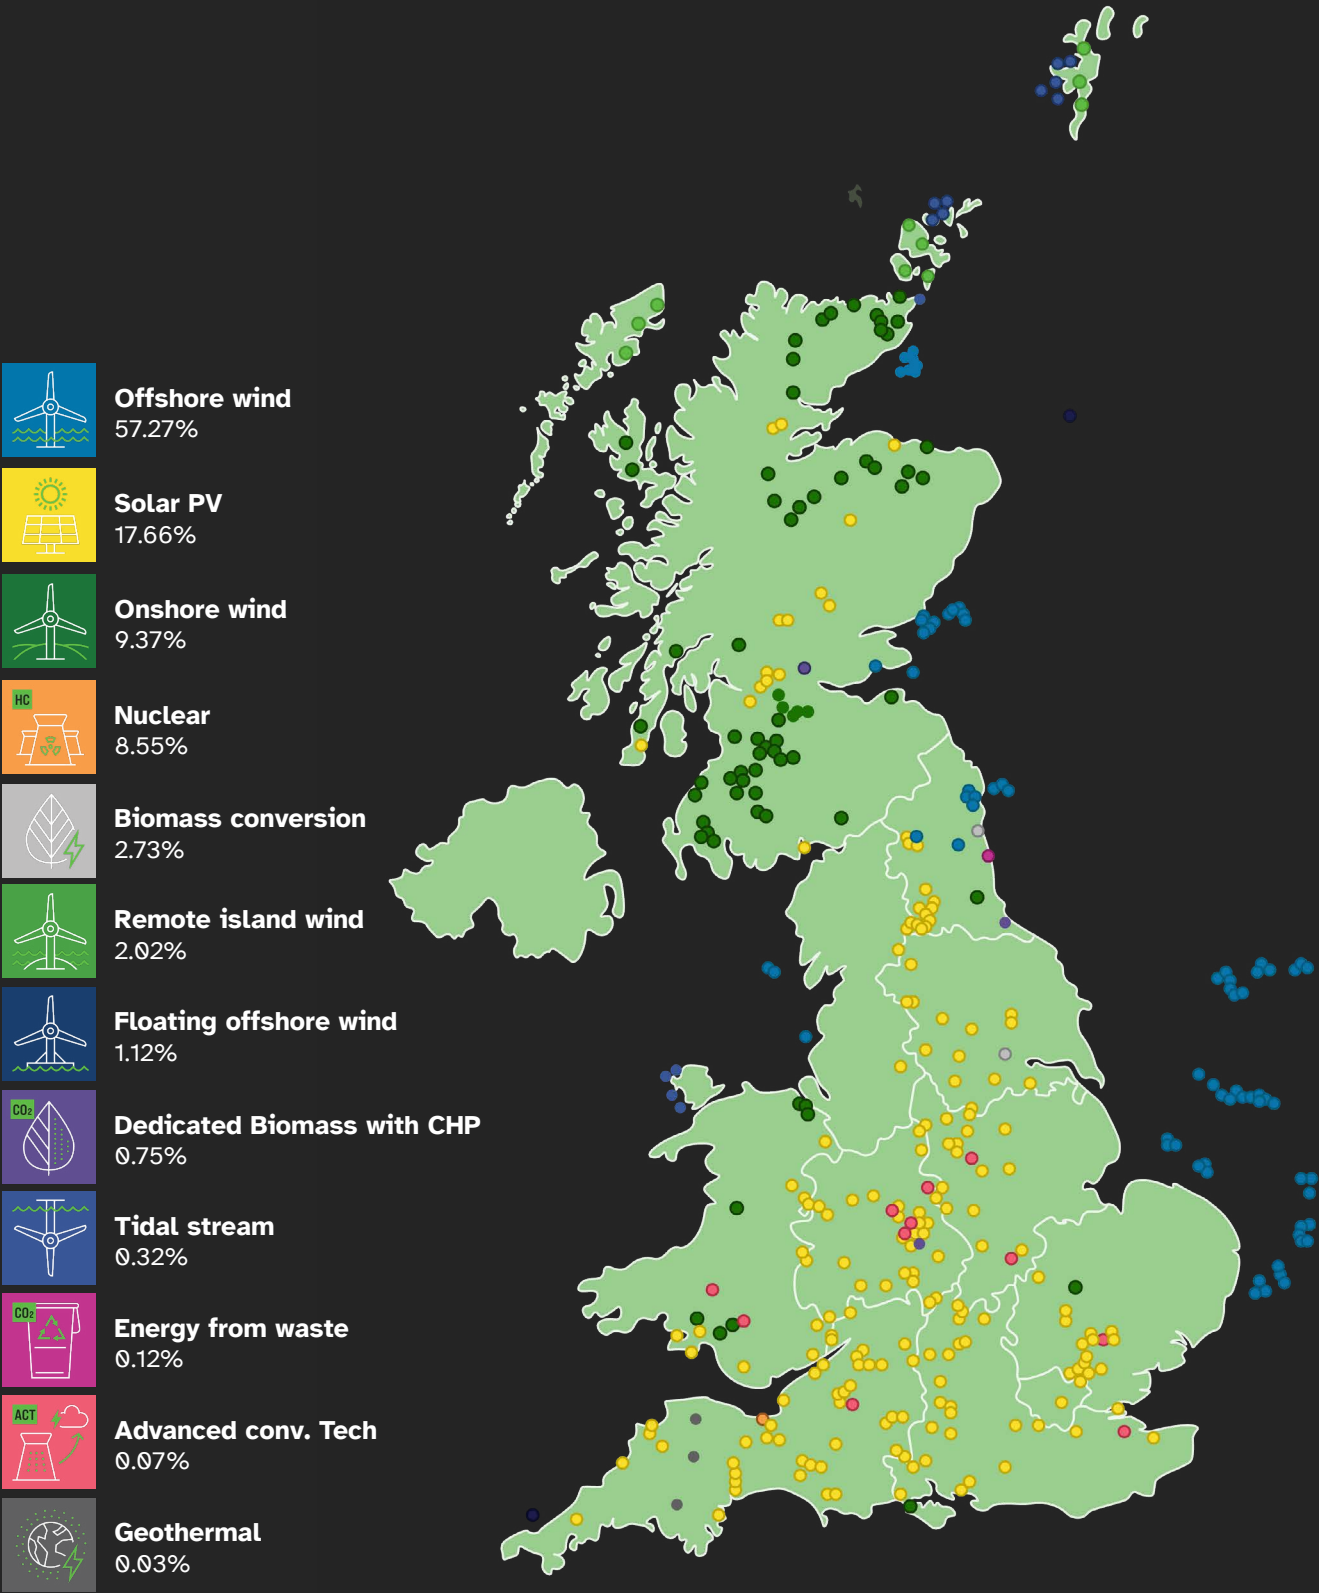 Offshore wind
57.27%
Solar PV
17.66%
Onshore wind
9.37%
HC
Nuclear
8.55%
Biomass conversion
2.73%
Remote island wind
2.02%
Floating offshore wind
1.12%
CO₂
Dedicated Biomass with CHP
0.75%
Tidal stream
0.32%
CO₂
Energy from waste
0.12%
ACT
Advanced conv. Tech
0.07%
Geothermal
0.03%